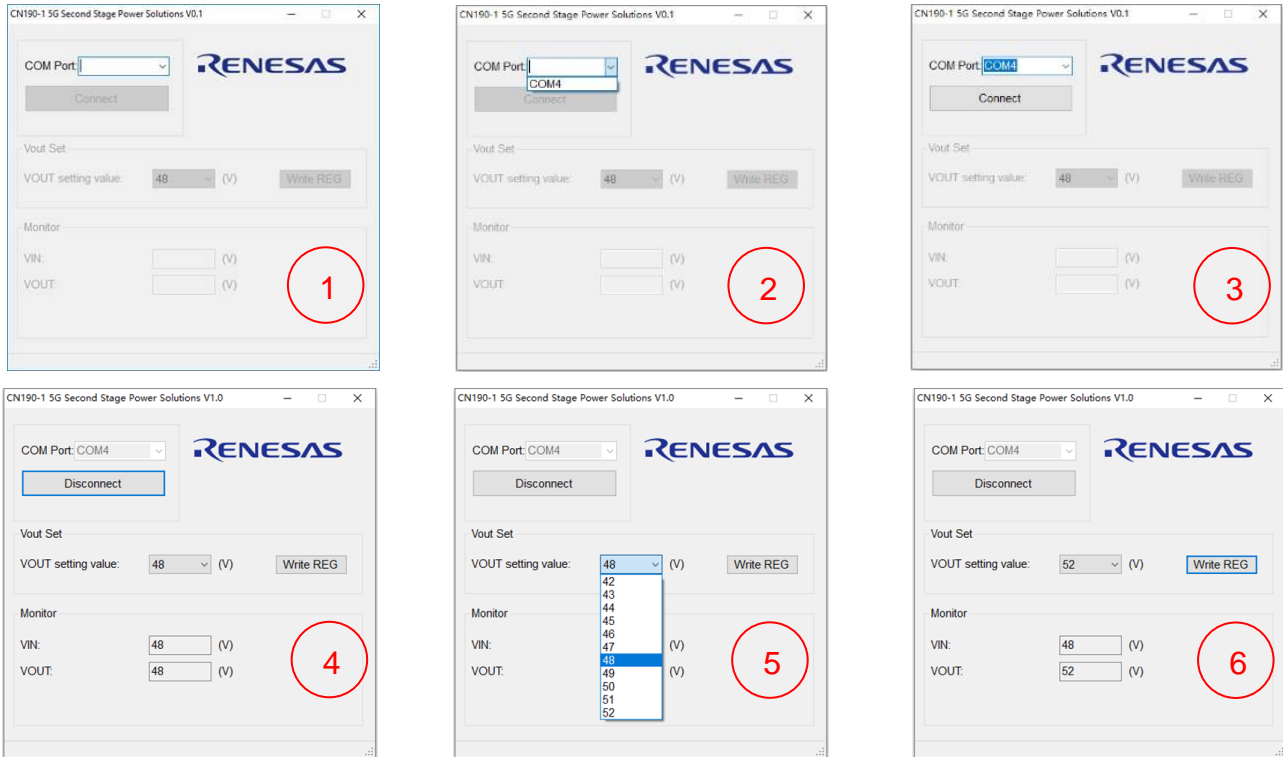 CN190-1 5G Second Stage Power Solutions V0.1
COM Port:
RENESAS
Connect
Vout Set
VOUT setting value: 48 (V) Write REG
Monitor
VIN: (V)
VOUT: (V)
1
CN190-1 5G Second Stage Power Solutions V0.1
COM Port:
COM4
RENESAS
Connect
Vout Set
VOUT setting value: 48 (V) Write REG
Monitor
VIN: (V)
VOUT: (V)
2
CN190-1 5G Second Stage Power Solutions V0.1
COM Port: COM4
RENESAS
Connect
Vout Set
VOUT setting value: 48 (V) Write REG
Monitor
VIN: (V)
VOUT: (V)
3
CN190-1 5G Second Stage Power Solutions V1.0
COM Port: COM4
RENESAS
Disconnect
Vout Set
VOUT setting value: 48 (V) Write REG
Monitor
VIN: 48 (V)
VOUT: 48 (V)
4
CN190-1 5G Second Stage Power Solutions V1.0
COM Port: COM4
RENESAS
Disconnect
Vout Set
VOUT setting value: 48 (V) Write REG
42
43
44
45
46
47
48
49
50
51
52
Monitor
VIN: (V)
VOUT: (V)
5
CN190-1 5G Second Stage Power Solutions V1.0
COM Port: COM4
RENESAS
Disconnect
Vout Set
VOUT setting value: 52 (V) Write REG
Monitor
VIN: 48 (V)
VOUT: 52 (V)
6